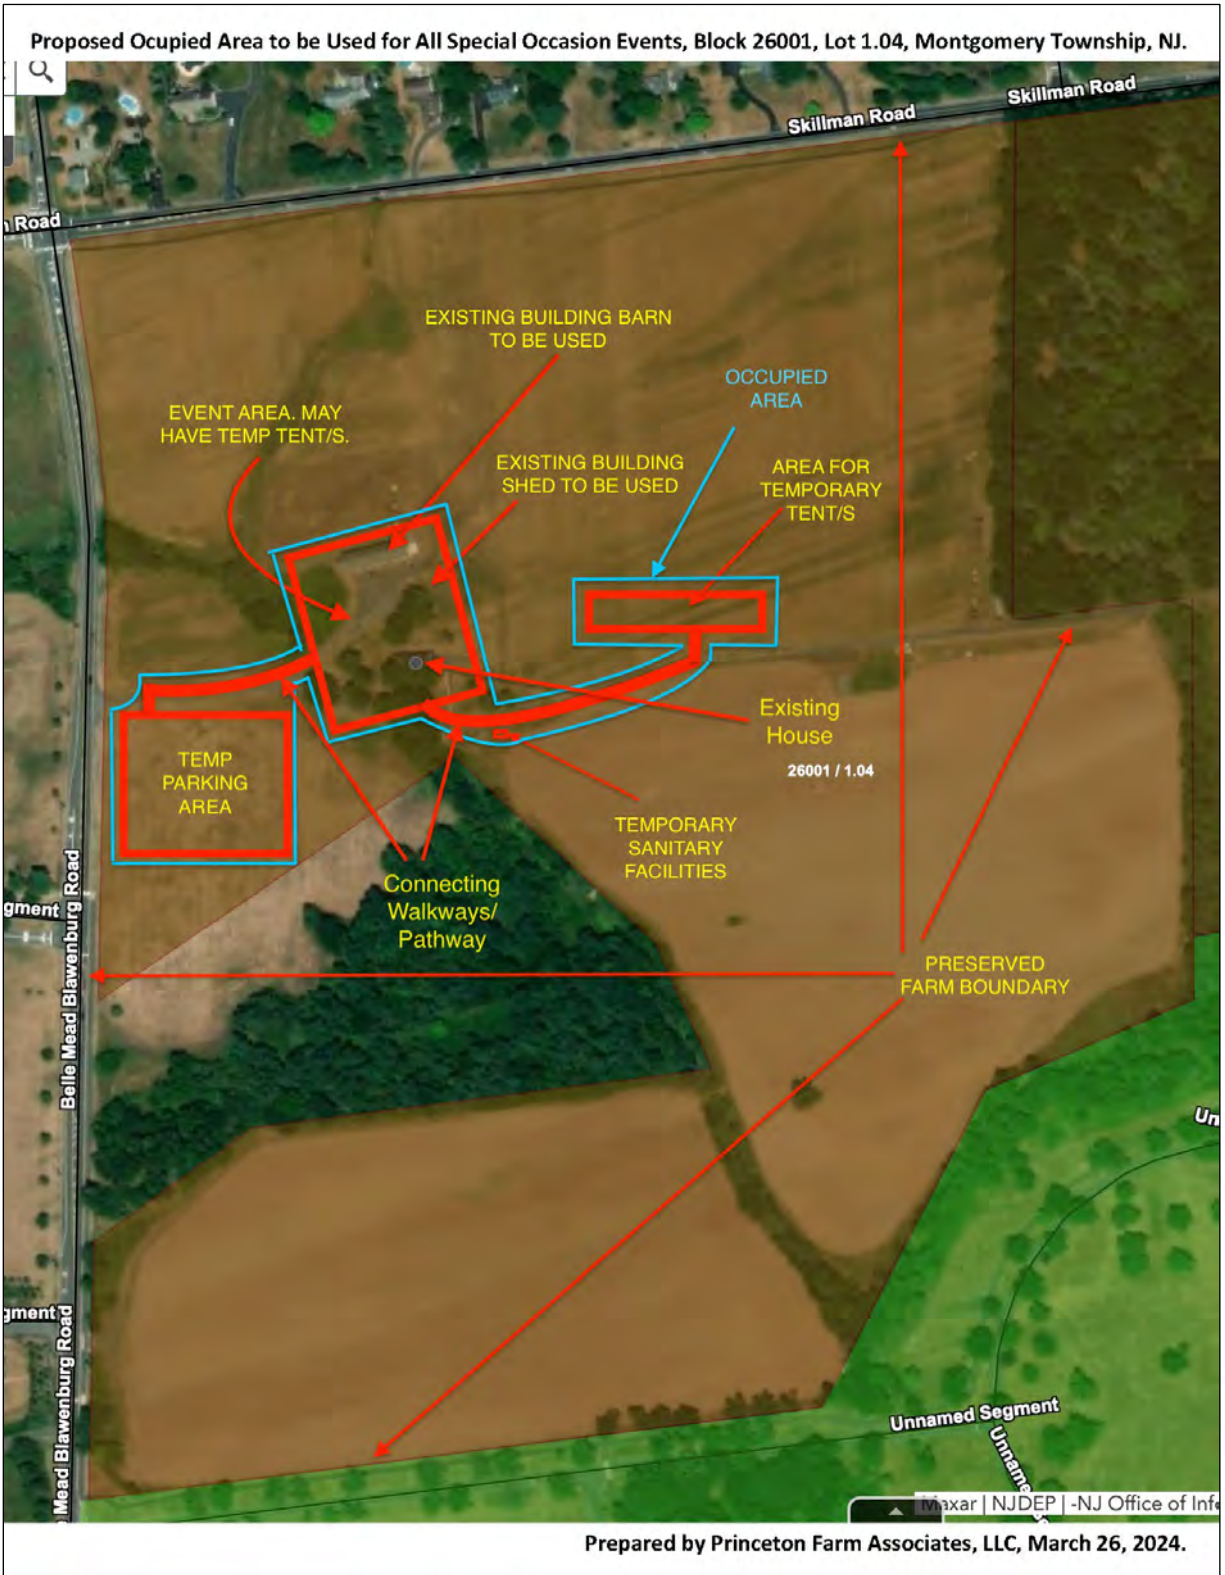 Proposed Ocupied Area to be Used for All Special Occasion Events, Block 26001, Lot 1.04, Montgomery Township, NJ.
Skillman Road
Skillman Road
Road
EXISTING BUILDING BARN
TO BE USED
OCCUPIED
AREA
EVENT AREA. MAY
HAVE TEMP TENT/S.
EXISTING BUILDING
SHED TO BE USED
AREA FOR
TEMPORARY
TENT/S
Existing
House
26001 / 1.04
TEMP
PARKING
AREA
TEMPORARY
SANITARY
FACILITIES
Connecting
Walkways/
Pathway
gment
Belle Mead Blawenburg Road
PRESERVED
FARM BOUNDARY
Un
gment
Mead Blawenburg Road
Unnamed Segment
Unname
Maxar | NJDEP | -NJ Office of Info
Prepared by Princeton Farm Associates, LLC, March 26, 2024.